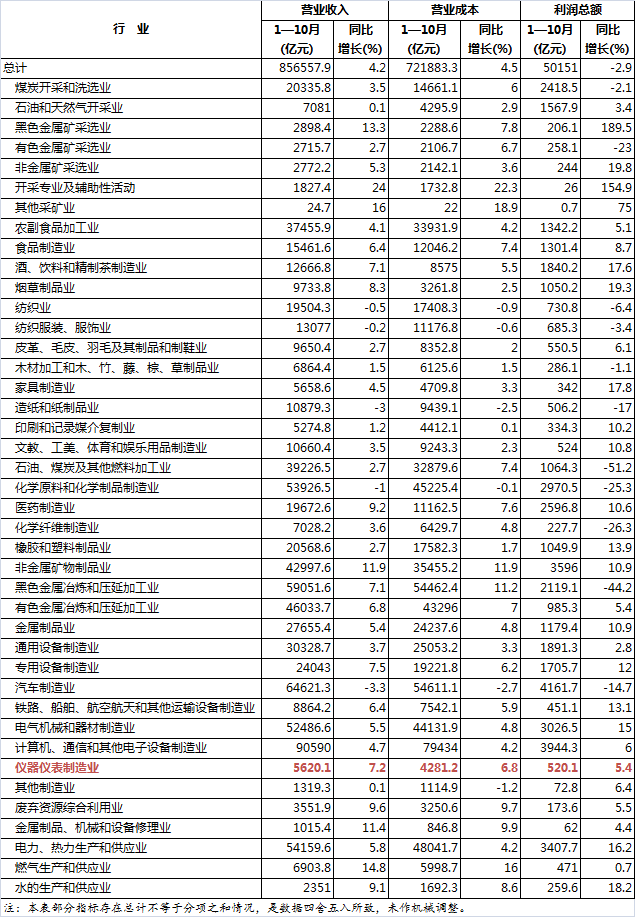 行 业 营业收入 营业成本 利润总额
1—10月 同比 1—10月 同比 1—10月 同比
(亿元) 增长(%) (亿元) 增长(%) (亿元) 增长(%)
总计 856557.9 4.2 721883.3 4.5 50151 -2.9
煤炭开采和洗选业 20335.8 3.5 14661.1 6 2418.5 -2.1
石油和天然气开采业 7081 0.1 4295.9 2.9 1567.9 3.4
黑色金属矿采选业 2898.4 13.3 2288.6 7.8 206.1 189.5
有色金属矿采选业 2715.7 2.7 2106.7 6.7 258.1 -23
非金属矿采选业 2772.2 5.3 2142.1 3.6 244 19.8
开采专业及辅助性活动 1827.4 24 1732.8 22.3 26 154.9
其他采矿业 24.7 16 22 18.9 0.7 75
农副食品加工业 37455.9 4.1 33931.9 4.2 1342.2 5.1
食品制造业 15461.6 6.4 12046.2 7.4 1301.4 8.7
酒、饮料和精制茶制造业 12666.8 7.1 8575 5.5 1840.2 17.6
烟草制品业 9733.8 8.3 3261.8 2.5 1050.2 19.3
纺织业 19504.3 -0.5 17408.3 -0.9 730.8 -6.4
纺织服装、服饰业 13077 -0.2 11176.8 -0.6 685.3 -3.4
皮革、毛皮、羽毛及其制品和制鞋业 9650.4 2.7 8352.8 2 550.5 6.1
木材加工和木、竹、藤、棕、草制品业 6864.4 1.5 6125.6 1.5 286.1 -1.1
家具制造业 5658.6 4.5 4709.8 3.3 342 17.8
造纸和纸制品业 10879.3 -3 9439.1 -2.5 506.2 -17
印刷和记录媒介复制业 5274.8 1.2 4412.1 0.1 334.3 10.2
文教、工美、体育和娱乐用品制造业 10660.4 3.5 9243.3 2.3 524 10.8
石油、煤炭及其他燃料加工业 39226.5 2.7 32879.6 7.4 1064.3 -51.2
化学原料和化学制品制造业 53926.5 -1 45225.4 -0.1 2970.5 -25.3
医药制造业 19672.6 9.2 11162.5 7.6 2596.8 10.6
化学纤维制造业 7028.2 3.6 6429.7 4.8 227.7 -26.3
橡胶和塑料制品业 20568.6 2.7 17582.3 1.7 1049.9 13.9
非金属矿物制品业 42997.6 11.9 35455.2 11.9 3596 10.9
黑色金属冶炼和压延加工业 59051.6 7.1 54462.4 11.2 2119.1 -44.2
有色金属冶炼和压延加工业 46033.7 6.8 43296 7 985.3 5.4
金属制品业 27655.4 5.4 24237.6 4.8 1179.4 10.9
通用设备制造业 30328.7 3.7 25053.2 3.3 1891.3 2.8
专用设备制造业 24043 7.5 19221.8 6.2 1705.7 12
汽车制造业 64621.3 -3.3 54611.1 -2.7 4161.7 -14.7
铁路、船舶、航空航天和其他运输设备制造业 8864.2 6.4 7542.1 5.9 451.1 13.1
电气机械和器材制造业 52486.6 5.5 44131.9 4.8 3026.5 15
计算机、通信和其他电子设备制造业 90590 4.7 79434 4.2 3944.3 6
仪器仪表制造业 5620.1 7.2 4281.2 6.8 520.1 5.4
其他制造业 1319.3 0.1 1114.9 -1.2 72.8 6.4
废弃资源综合利用业 3551.9 9.6 3250.6 9.7 173.6 5.5
金属制品、机械和设备修理业 1015.4 11.4 846.8 9.9 62 4.4
电力、热力生产和供应业 54159.6 5.8 48041.7 4.2 3407.7 16.2
燃气生产和供应业 6903.8 14.8 5998.7 16 471 0.7
水的生产和供应业 2351 9.1 1692.3 8.6 259.6 18.2
注：本表部分指标存在总计不等于分项之和情况，是数据四舍五入所致，未作机械调整。